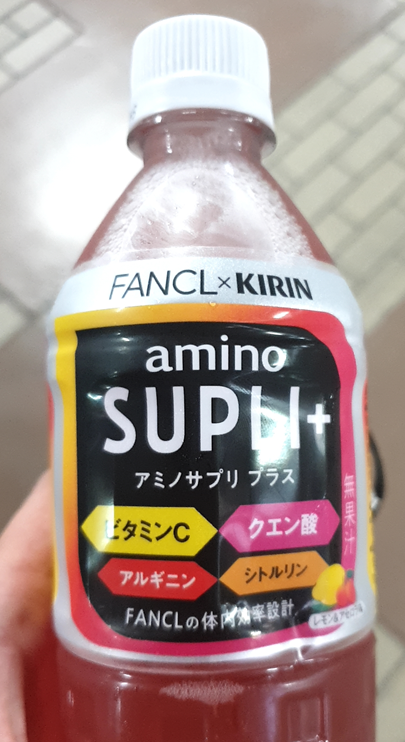 FANCL×KIRIN
amino
SUPLI+
アミノサプリ プラス
無果汁
ビタミンC
クエン酸
アルギニン
シトルリン
FANCLの体内効率設計